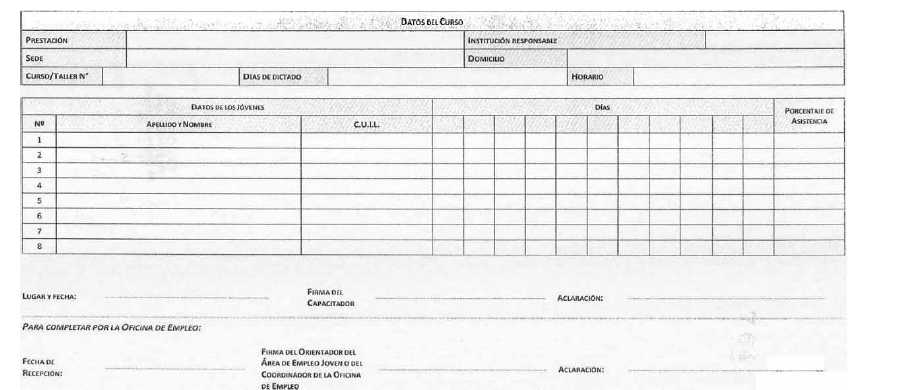 DATOS DEL CURSO
PRESTACIÓN INSTITUCIÓN RESPONSABLE
SEDE DOMICILIO
CURSO/TALLER N° DIAS DE DICTADO HORARIO
DATOS DE LOS JÓVENES DÍAS PORCENTAJE DE ASISTENCIA
Nº APELLIDO Y NOMBRE C.U.I.L.
1
2
3
4
5
6
7
8
LUGAR Y FECHA: FIRMA DEL CAPACITADOR ACLARACIÓN:
PARA COMPLETAR POR LA OFICINA DE EMPLEO:
FECHA DE RECEPCIÓN: FIRMA DEL ORIENTADOR DEL ÁREA DE EMPLEO JOVEN O DEL COORDINADOR DE LA OFICINA DE EMPLEO ACLARACIÓN: